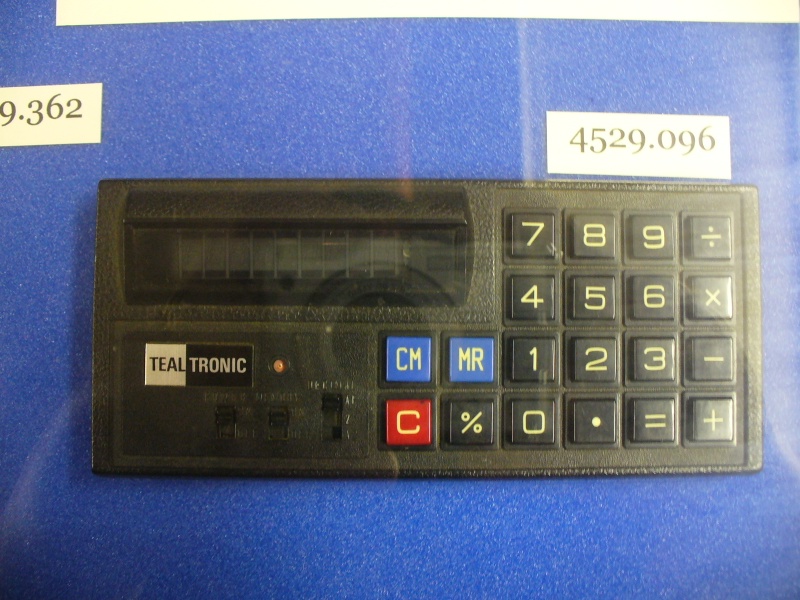 9.362
4529.096
7 8 9 ÷
4 5 6 x
TEAL TRONIC
CM MR 1 2 3 −
C % 0 . = +